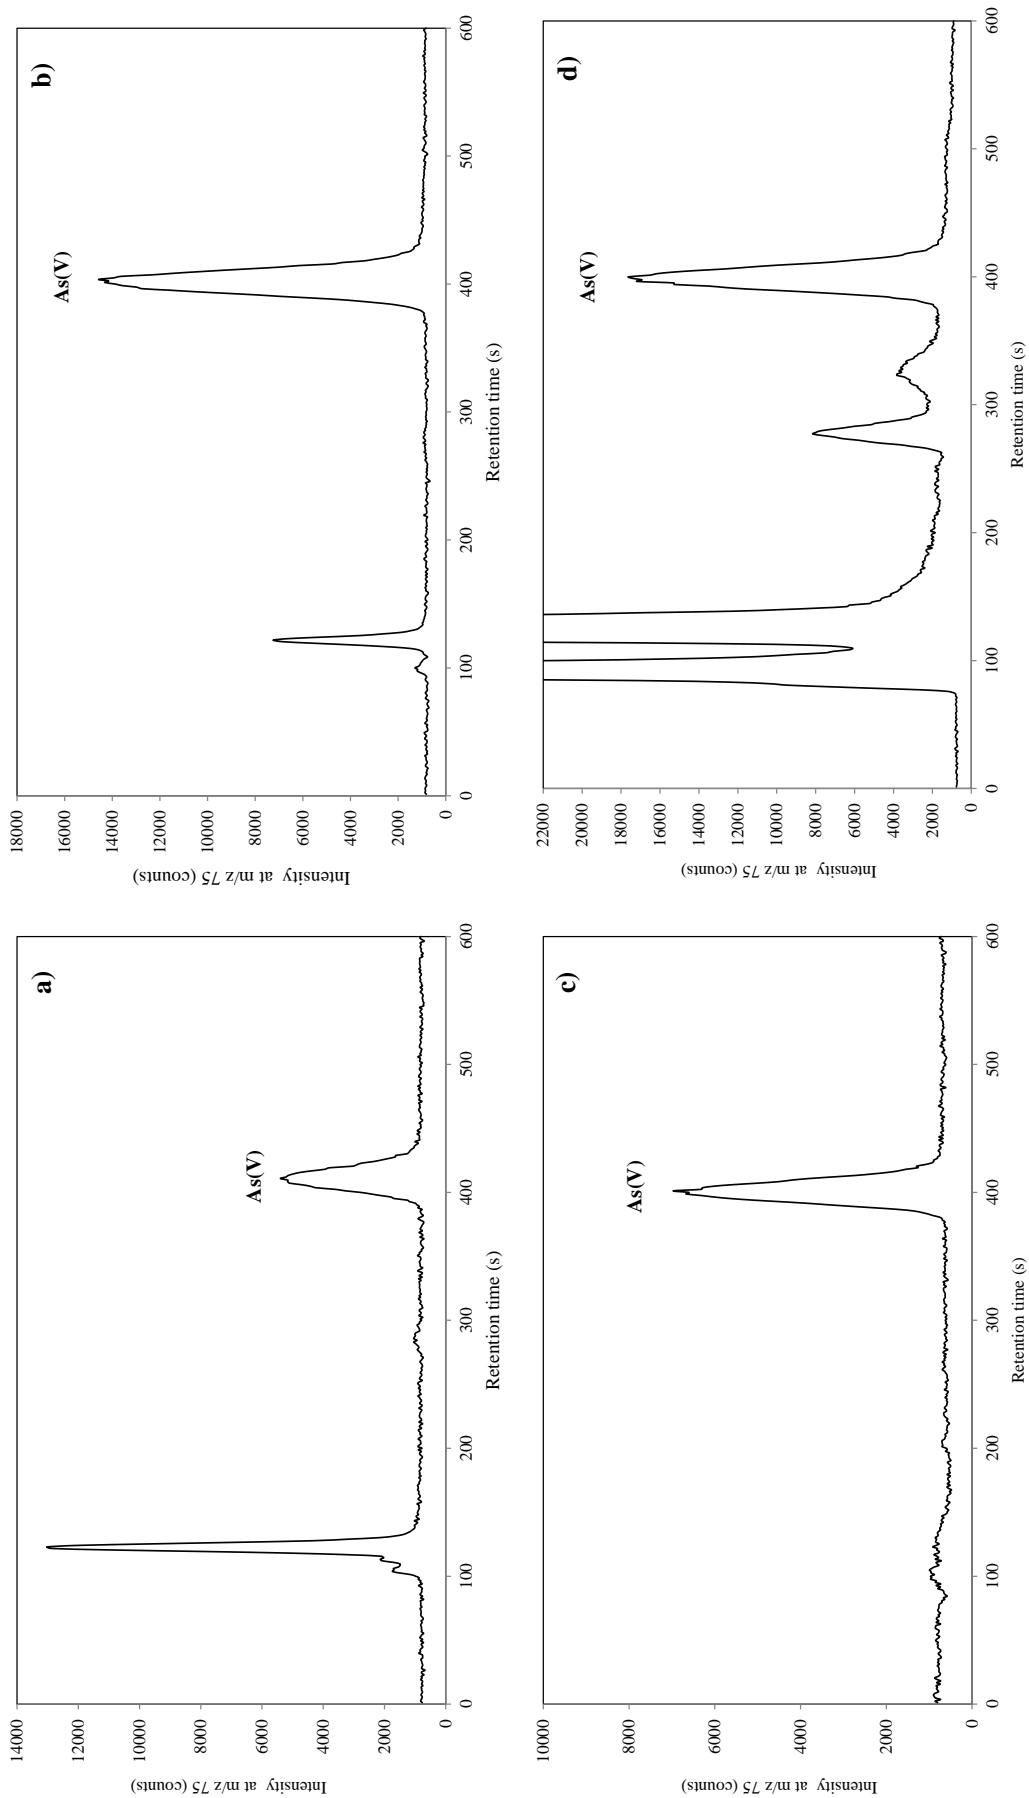 a)
As(V)
14000
12000
10000
8000
6000
4000
2000
0
0 100 200 300 400 500 600
Retention time (s)
Intensity at m/z 75 (counts)
b)
As(V)
18000
16000
14000
12000
10000
8000
6000
4000
2000
0
0 100 200 300 400 500 600
Retention time (s)
Intensity at m/z 75 (counts)
c)
As(V)
10000
8000
6000
4000
2000
0
0 100 200 300 400 500 600
Retention time (s)
Intensity at m/z 75 (counts)
d)
As(V)
22000
20000
18000
16000
14000
12000
10000
8000
6000
4000
2000
0
0 100 200 300 400 500 600
Retention time (s)
Intensity at m/z 75 (counts)